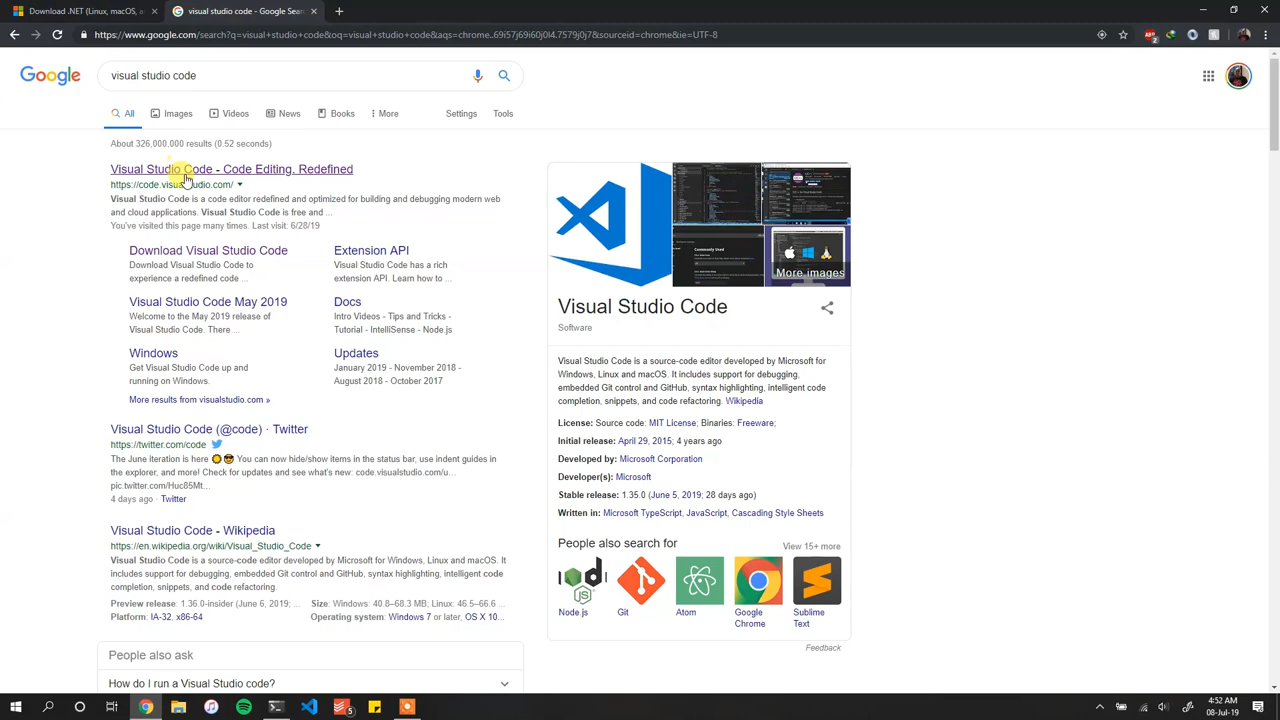 Download .NET (Linux, macOS, a
visual studio code - Google Searc
https://www.google.com/search?q=visual+studio+code&oq=visual+studio+code&aqs=chrome..69i57j69i60j0l4.7579j0j7&sourceid=chrome&ie=UTF-8
Google
visual studio code
All Images Videos News Books More Settings Tools
About 326,000,000 results (0.52 seconds)
Visual Studio Code - Code Editing. Redefined
https://code.visualstudio.com/
Visual Studio Code is a code editor redefined and optimized for building and debugging modern web
and cloud applications. Visual Studio Code is free and ...
You've visited this page many times. Last visit: 6/28/19
Download Visual Studio Code
Download Visual Studio Code to
experience a redefined code ...
Extension API
Visual Studio Code has a rich
extension API. Learn how to ...
Visual Studio Code May 2019
Welcome to the May 2019 release of
Visual Studio Code. There ...
Docs
Intro Videos - Tips and Tricks -
Tutorial - IntelliSense - Node.js
Windows
Get Visual Studio Code up and
running on Windows.
Updates
January 2019 - November 2018 -
August 2018 - October 2017
More results from visualstudio.com »
Visual Studio Code (@code) · Twitter
https://twitter.com/code
The June iteration is here 🌻 😎 You can now hide/show items in the status bar, use indent guides in
the explorer, and more! Check for updates and see what's new: code.visualstudio.com/u...
pic.twitter.com/Huc85Mt...
4 days ago · Twitter
Visual Studio Code - Wikipedia
https://en.wikipedia.org/wiki/Visual_Studio_Code
Visual Studio Code is a source-code editor developed by Microsoft for Windows, Linux and macOS. It
includes support for debugging, embedded Git control and GitHub, syntax highlighting, intelligent code
completion, snippets, and code refactoring.
Preview release: 1.36.0-insider (June 6, 2019; ... Size: Windows: 40.8–68.3 MB; Linux: 46.5–66.6 ...
Platform: IA-32, x86-64 Operating system: Windows 7 or later, OS X 10...
People also ask
How do I run a Visual Studio code?
More images
Visual Studio Code
Software
Visual Studio Code is a source-code editor developed by Microsoft for
Windows, Linux and macOS. It includes support for debugging,
embedded Git control and GitHub, syntax highlighting, intelligent code
completion, snippets, and code refactoring. Wikipedia
License: Source code: MIT License; Binaries: Freeware;
Initial release: April 29, 2015; 4 years ago
Developed by: Microsoft Corporation
Developer(s): Microsoft
Stable release: 1.35.0 (June 5, 2019; 28 days ago)
Written in: Microsoft TypeScript, JavaScript, Cascading Style Sheets
People also search for View 15+ more
Node.js Git Atom Google Chrome Sublime Text
Feedback
4:52 AM
08-Jul-19